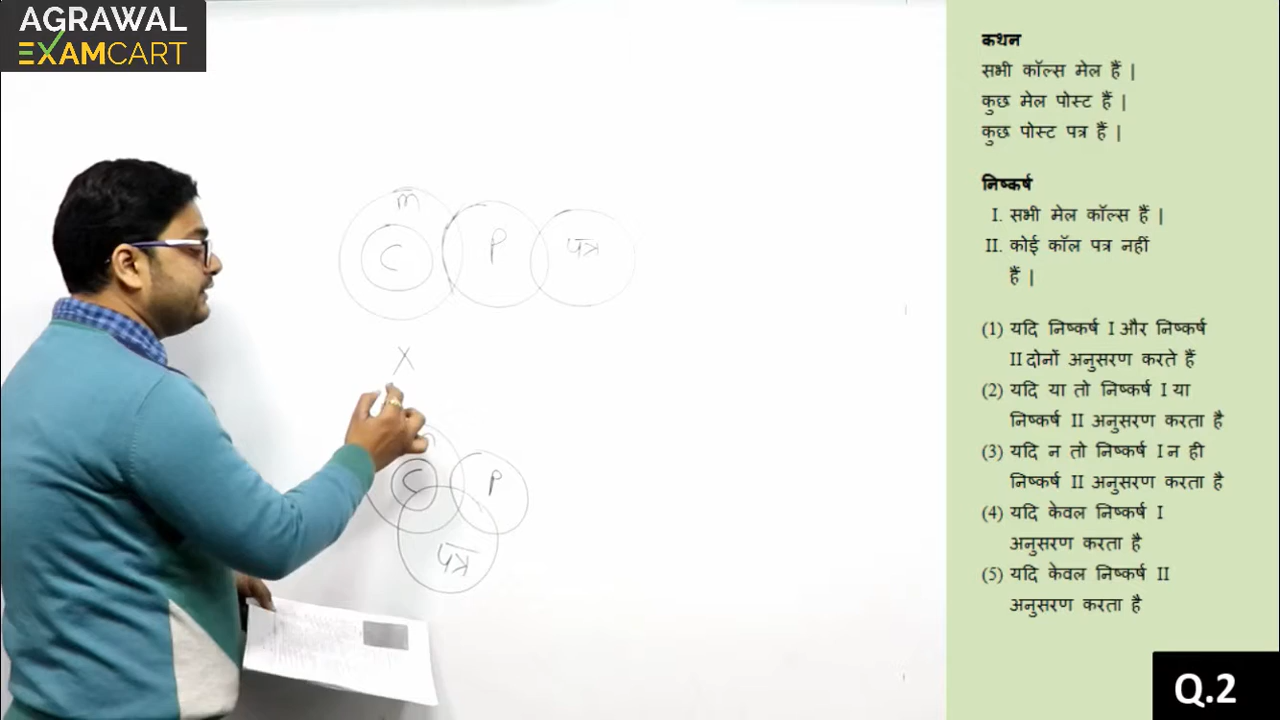 AGRAWAL
EXAMCART
कथन
सभी कॉल्स मेल हैं |
कुछ मेल पोस्ट हैं |
कुछ पोस्ट पत्र हैं |
निष्कर्ष
I. सभी मेल कॉल्स हैं |
II. कोई कॉल पत्र नहीं
हैं |
(1) यदि निष्कर्ष I और निष्कर्ष
II दोनों अनुसरण करते हैं
(2) यदि या तो निष्कर्ष I या
निष्कर्ष II अनुसरण करता है
(3) यदि न तो निष्कर्ष I न ही
निष्कर्ष II अनुसरण करता है
(4) यदि केवल निष्कर्ष I
अनुसरण करता है
(5) यदि केवल निष्कर्ष II
अनुसरण करता है
Q.2
m
C P पत्र
X
C P
पत्र